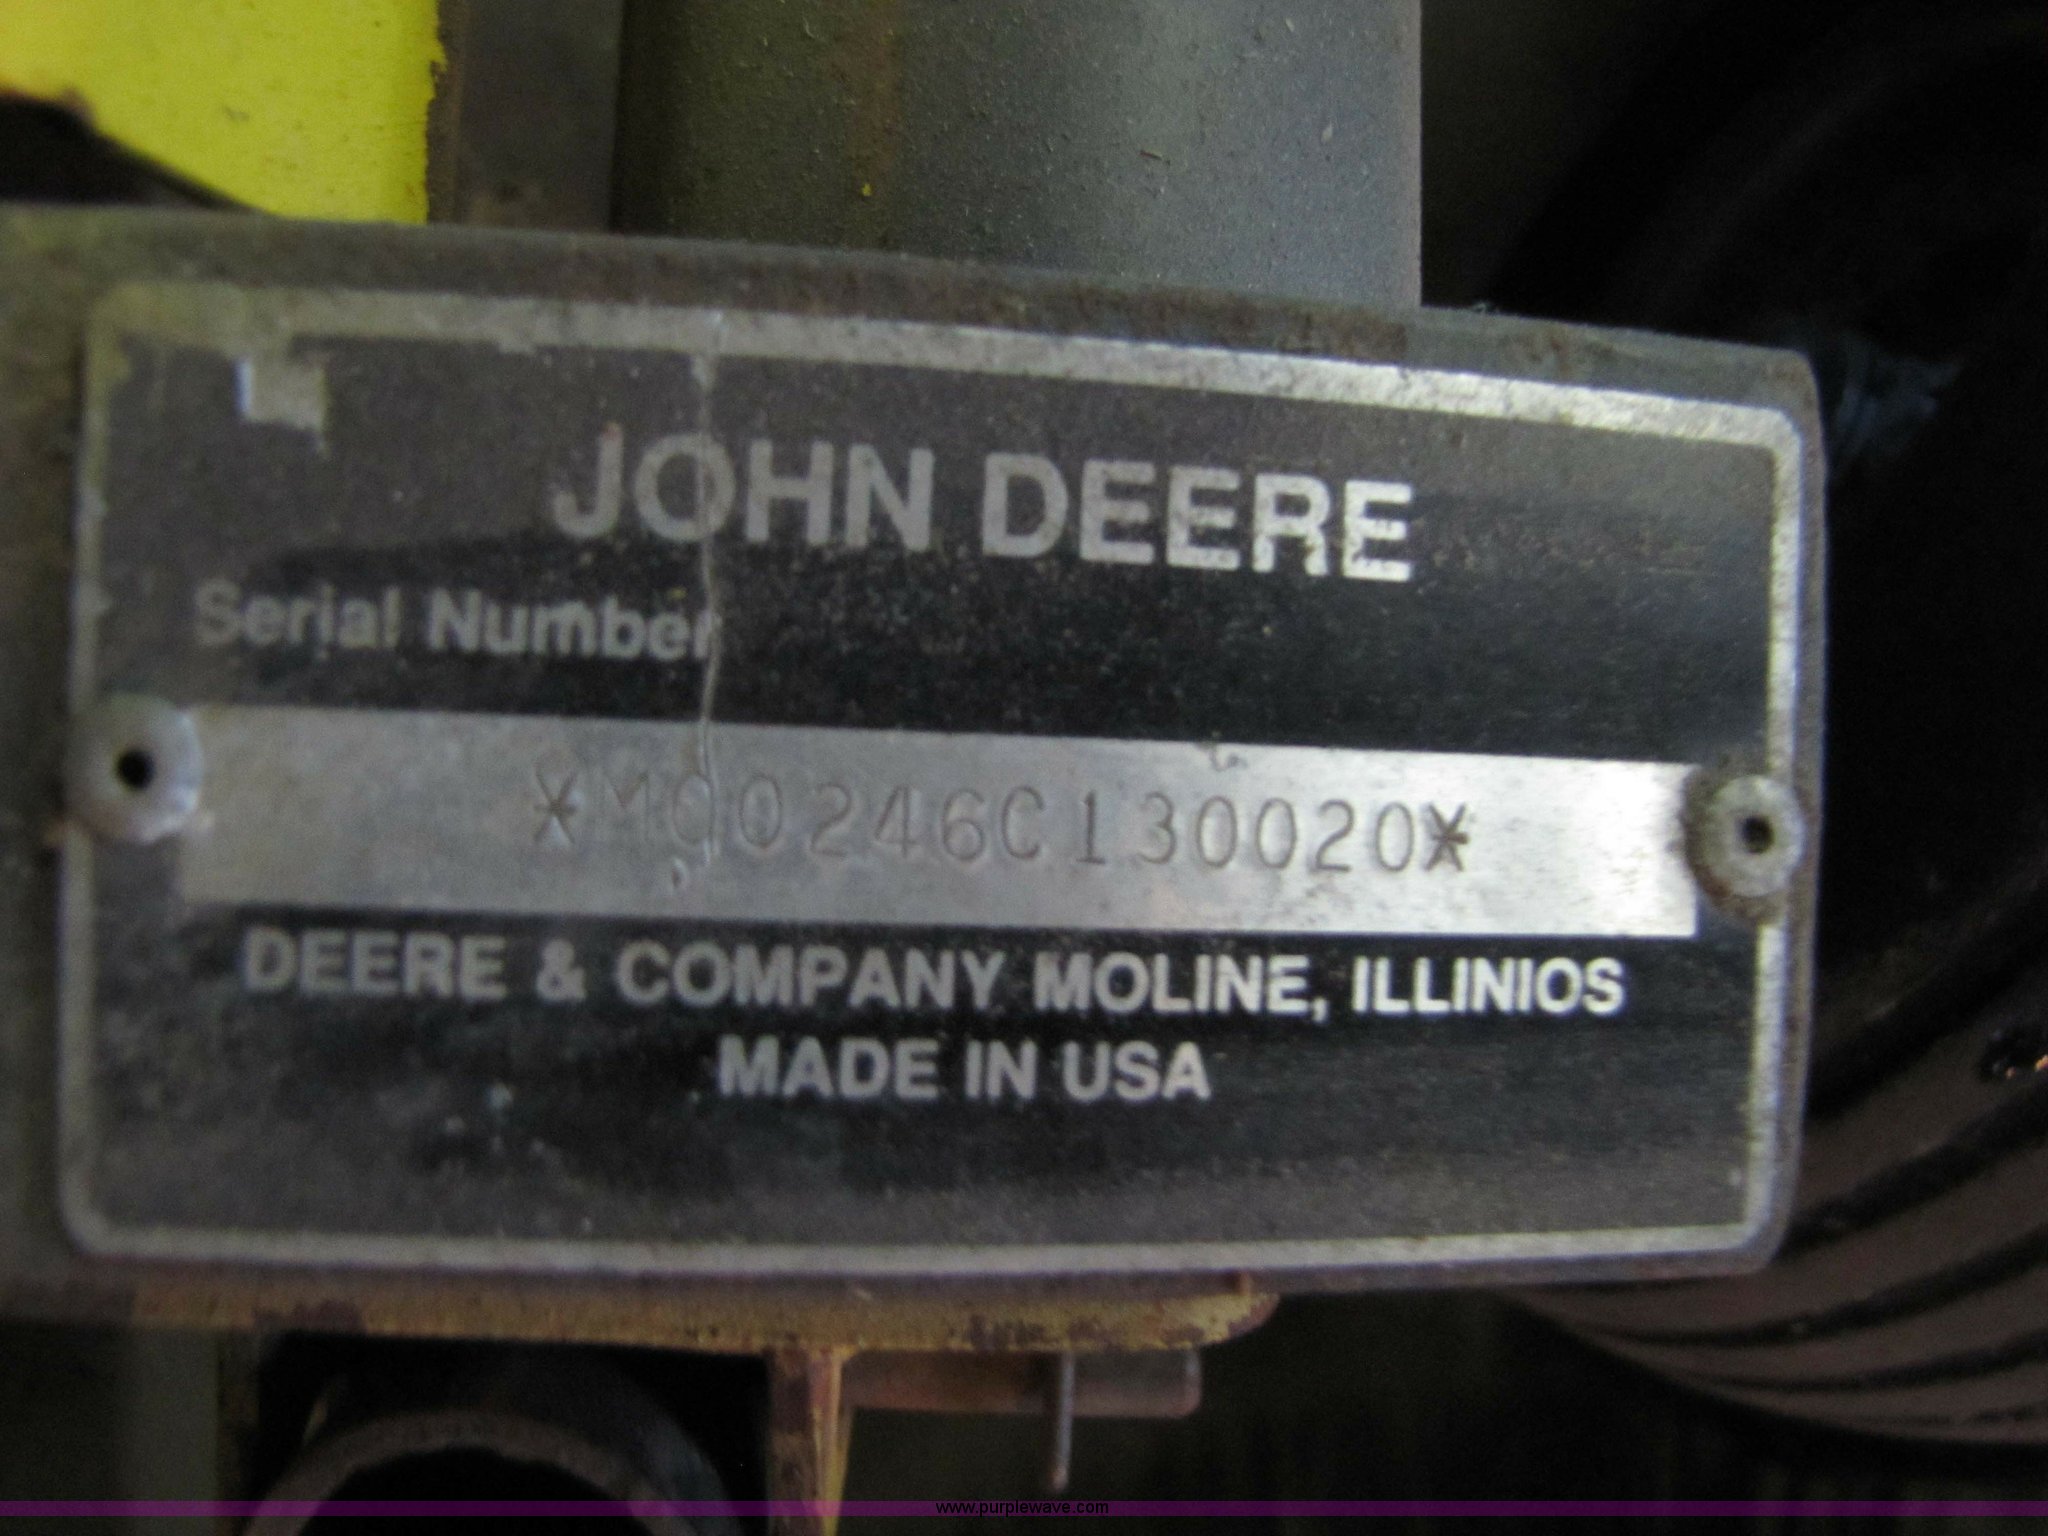 JOHN DEERE
Serial Number
*M00246C130020*
DEERE & COMPANY MOLINE, ILLINIOS
MADE IN USA
www.purplewave.com